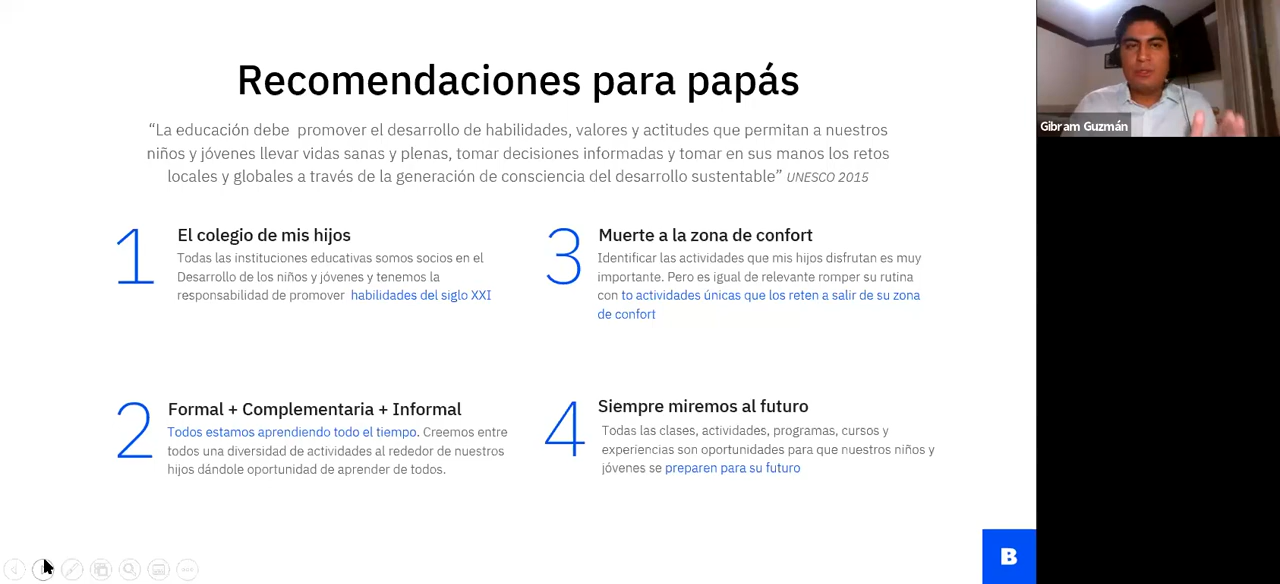 Recomendaciones para papás
“La educación debe promover el desarrollo de habilidades, valores y actitudes que permitan a nuestros
niños y jóvenes llevar vidas sanas y plenas, tomar decisiones informadas y tomar en sus manos los retos
locales y globales a través de la generación de consciencia del desarrollo sustentable” UNESCO 2015
1
El colegio de mis hijos
Todas las instituciones educativas somos socios en el
Desarrollo de los niños y jóvenes y tenemos la
responsabilidad de promover habilidades del siglo XXI
2
Formal + Complementaria + Informal
Todos estamos aprendiendo todo el tiempo. Creemos entre
todos una diversidad de actividades al rededor de nuestros
hijos dándole oportunidad de aprender de todos.
3
Muerte a la zona de confort
Identificar las actividades que mis hijos disfrutan es muy
importante. Pero es igual de relevante romper su rutina
con to actividades únicas que los reten a salir de su zona
de confort
4
Siempre miremos al futuro
Todas las clases, actividades, programas, cursos y
experiencias son oportunidades para que nuestros niños y
jóvenes se preparen para su futuro
B
Gibram Guzmán